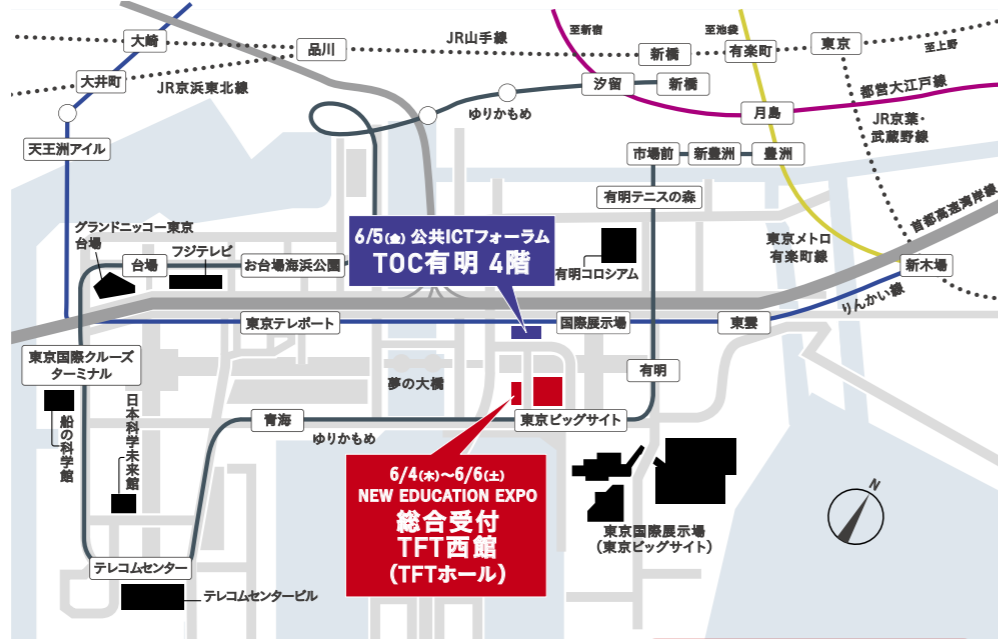 大崎
品川
JR山手線
至新宿
新橋
至池袋
有楽町
東京
至上野
大井町
JR京浜東北線
ゆりかもめ
汐留
新橋
都営大江戸線
月島
JR京葉・
武蔵野線
天王洲アイル
市場前
新豊洲
豊洲
有明テニスの森
首都高速湾岸線
グランドニッコー東京
台場
フジテレビ
台場
お台場海浜公園
6/5(金) 公共ICTフォーラム
TOC有明 4階
有明コロシアム
東京メトロ
有楽町線
新木場
りんかい線
東京テレポート
国際展示場
東雲
東京国際クルーズ
ターミナル
夢の大橋
有明
船の科学館
日本科学未来館
青海
ゆりかもめ
東京ビッグサイト
6/4(木)〜6/6(土)
NEW EDUCATION EXPO
総合受付
TFT西館
(TFTホール)
N
東京国際展示場
(東京ビッグサイト)
テレコムセンター
テレコムセンタービル